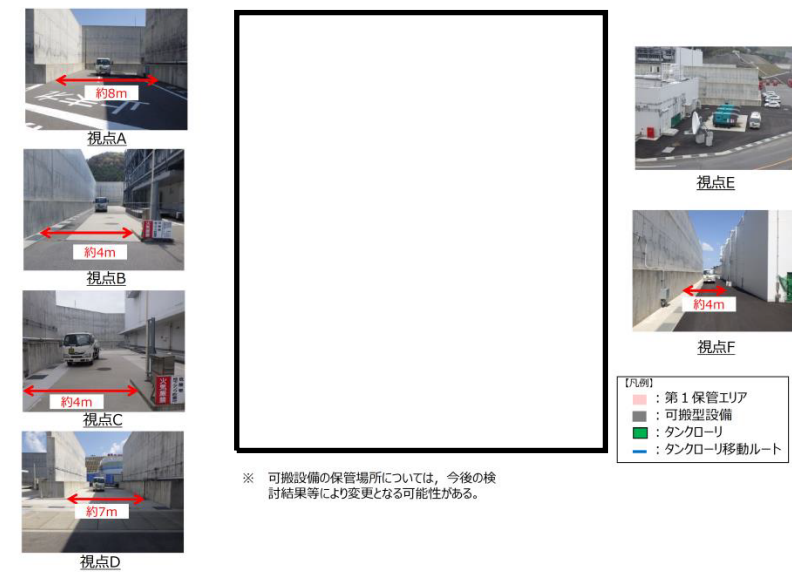 約8m
視点A
約4m
視点B
約4m
視点C
約7m
視点D
※ 可搬設備の保管場所については，今後の検
討結果等により変更となる可能性がある。
視点E
約4m
視点F
【凡例】
：第１保管エリア
：可搬型設備
：タンクローリ
：タンクローリ移動ルート